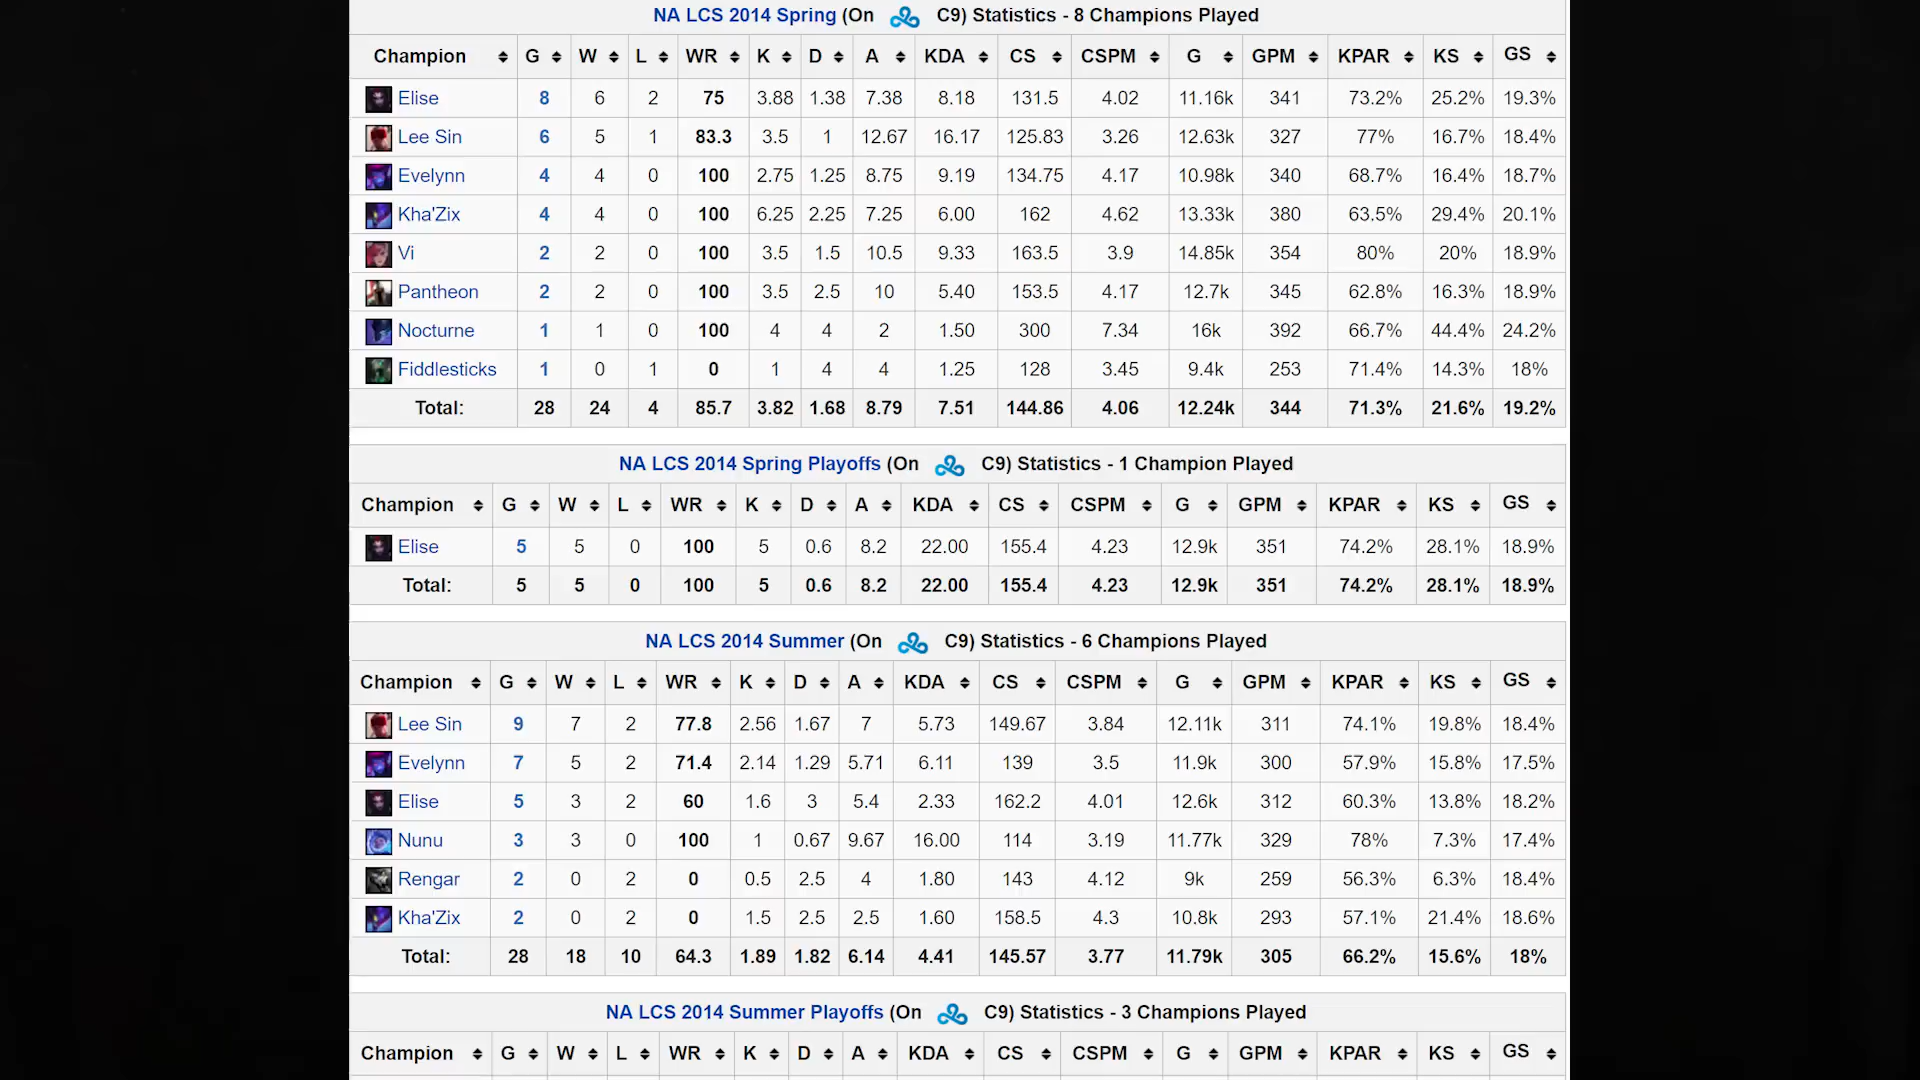 NA LCS 2014 Spring (On C9) Statistics - 8 Champions Played
Champion G W L WR K D A KDA CS CSPM G GPM KPAR KS GS
Elise 8 6 2 75 3.88 1.38 7.38 8.18 131.5 4.02 11.16k 341 73.2% 25.2% 19.3%
Lee Sin 6 5 1 83.3 3.5 1 12.67 16.17 125.83 3.26 12.63k 327 77% 16.7% 18.4%
Evelynn 4 4 0 100 2.75 1.25 8.75 9.19 134.75 4.17 10.98k 340 68.7% 16.4% 18.7%
Kha'Zix 4 4 0 100 6.25 2.25 7.25 6.00 162 4.62 13.33k 380 63.5% 29.4% 20.1%
Vi 2 2 0 100 3.5 1.5 10.5 9.33 163.5 3.9 14.85k 354 80% 20% 18.9%
Pantheon 2 2 0 100 3.5 2.5 10 5.40 153.5 4.17 12.7k 345 62.8% 16.3% 18.9%
Nocturne 1 1 0 100 4 4 2 1.50 300 7.34 16k 392 66.7% 44.4% 24.2%
Fiddlesticks 1 0 1 0 1 4 4 1.25 128 3.45 9.4k 253 71.4% 14.3% 18%
Total: 28 24 4 85.7 3.82 1.68 8.79 7.51 144.86 4.06 12.24k 344 71.3% 21.6% 19.2%
NA LCS 2014 Spring Playoffs (On C9) Statistics - 1 Champion Played
Champion G W L WR K D A KDA CS CSPM G GPM KPAR KS GS
Elise 5 5 0 100 5 0.6 8.2 22.00 155.4 4.23 12.9k 351 74.2% 28.1% 18.9%
Total: 5 5 0 100 5 0.6 8.2 22.00 155.4 4.23 12.9k 351 74.2% 28.1% 18.9%
NA LCS 2014 Summer (On C9) Statistics - 6 Champions Played
Champion G W L WR K D A KDA CS CSPM G GPM KPAR KS GS
Lee Sin 9 7 2 77.8 2.56 1.67 7 5.73 149.67 3.84 12.11k 311 74.1% 19.8% 18.4%
Evelynn 7 5 2 71.4 2.14 1.29 5.71 6.11 139 3.5 11.9k 300 57.9% 15.8% 17.5%
Elise 5 3 2 60 1.6 3 5.4 2.33 162.2 4.01 12.6k 312 60.3% 13.8% 18.2%
Nunu 3 3 0 100 1 0.67 9.67 16.00 114 3.19 11.77k 329 78% 7.3% 17.4%
Rengar 2 0 2 0 0.5 2.5 4 1.80 143 4.12 9k 259 56.3% 6.3% 18.4%
Kha'Zix 2 0 2 0 1.5 2.5 2.5 1.60 158.5 4.3 10.8k 293 57.1% 21.4% 18.6%
Total: 28 18 10 64.3 1.89 1.82 6.14 4.41 145.57 3.77 11.79k 305 66.2% 15.6% 18%
NA LCS 2014 Summer Playoffs (On C9) Statistics - 3 Champions Played
Champion G W L WR K D A KDA CS CSPM G GPM KPAR KS GS